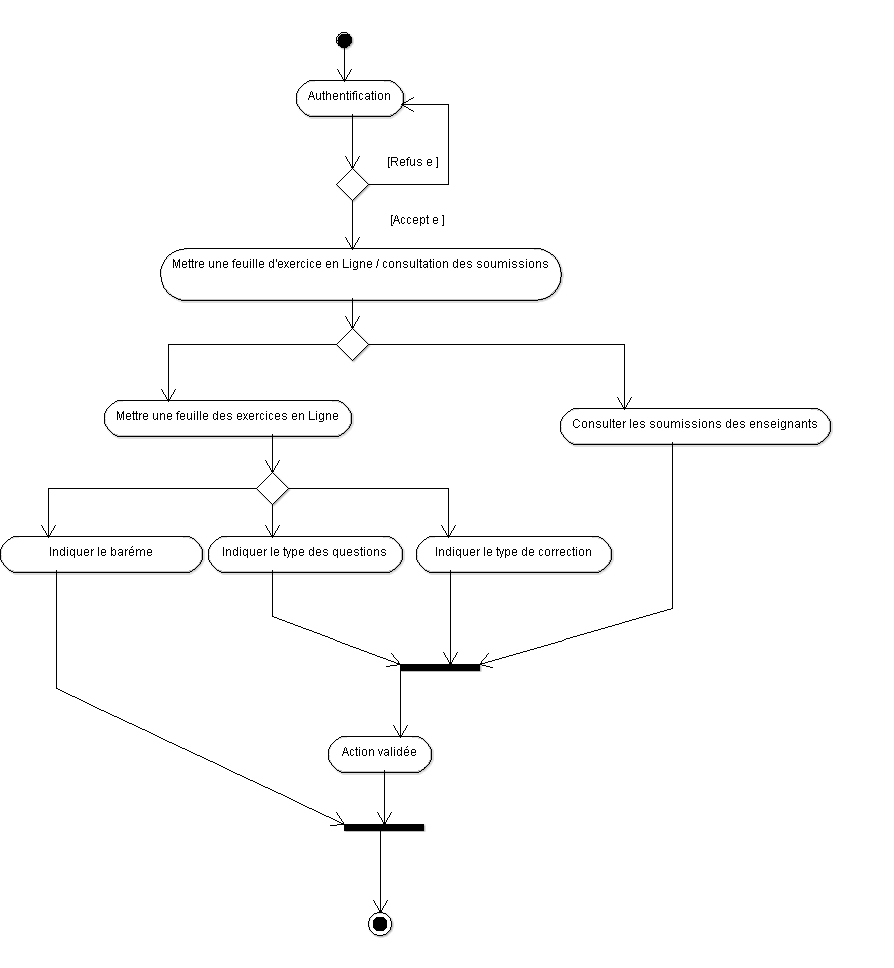 Authentification
[Refus e ]
[Accept e ]
Mettre une feuille d'exercice en Ligne / consultation des soumissions
Mettre une feuille des exercices en Ligne
Consulter les soumissions des enseignants
Indiquer le baréme
Indiquer le type des questions
Indiquer le type de correction
Action validée